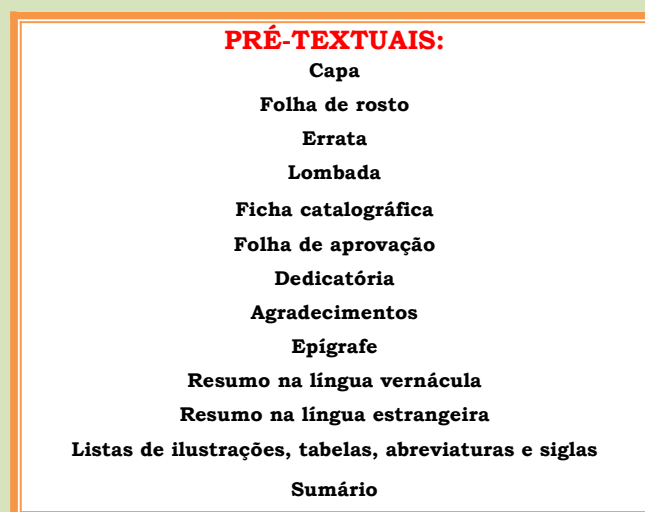 PRÉ-TEXTUAIS:
Capa
Folha de rosto
Errata
Lombada
Ficha catalográfica
Folha de aprovação
Dedicatória
Agradecimentos
Epígrafe
Resumo na língua vernácula
Resumo na língua estrangeira
Listas de ilustrações, tabelas, abreviaturas e siglas
Sumário